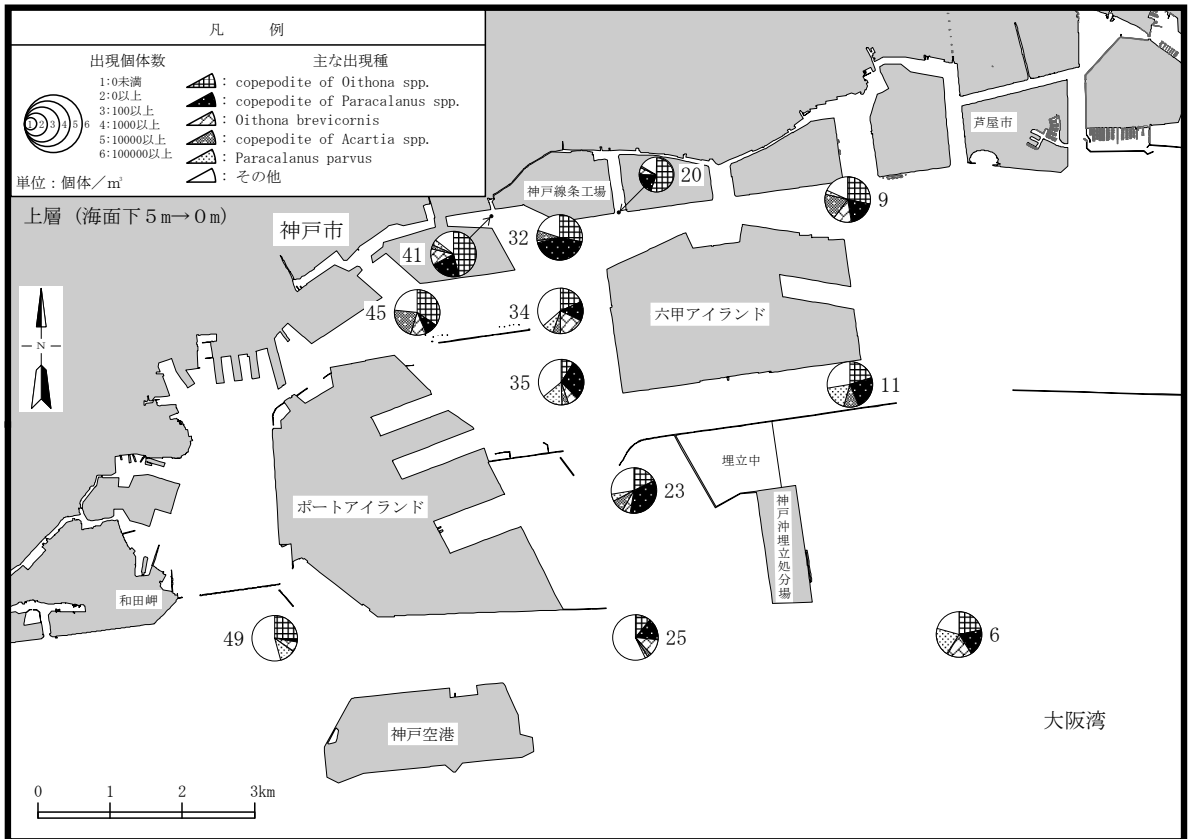 凡 例
出現個体数
1:0未満
2:0以上
3:100以上
4:1000以上
5:10000以上
6:100000以上
1 2 3 4 5 6
単位：個体／㎥
主な出現種
: copepodite of Oithona spp.
: copepodite of Paracalanus spp.
: Oithona brevicornis
: copepodite of Acartia spp.
: Paracalanus parvus
: その他
上層（海面下５m→０m）
神戸市
芦屋市
神戸線条工場
20
9
32
41
45
34
六甲アイランド
N
35
11
埋立中
23
ポートアイランド
神戸沖埋立処分場
和田岬
49
25
6
大阪湾
神戸空港
0 1 2 3km